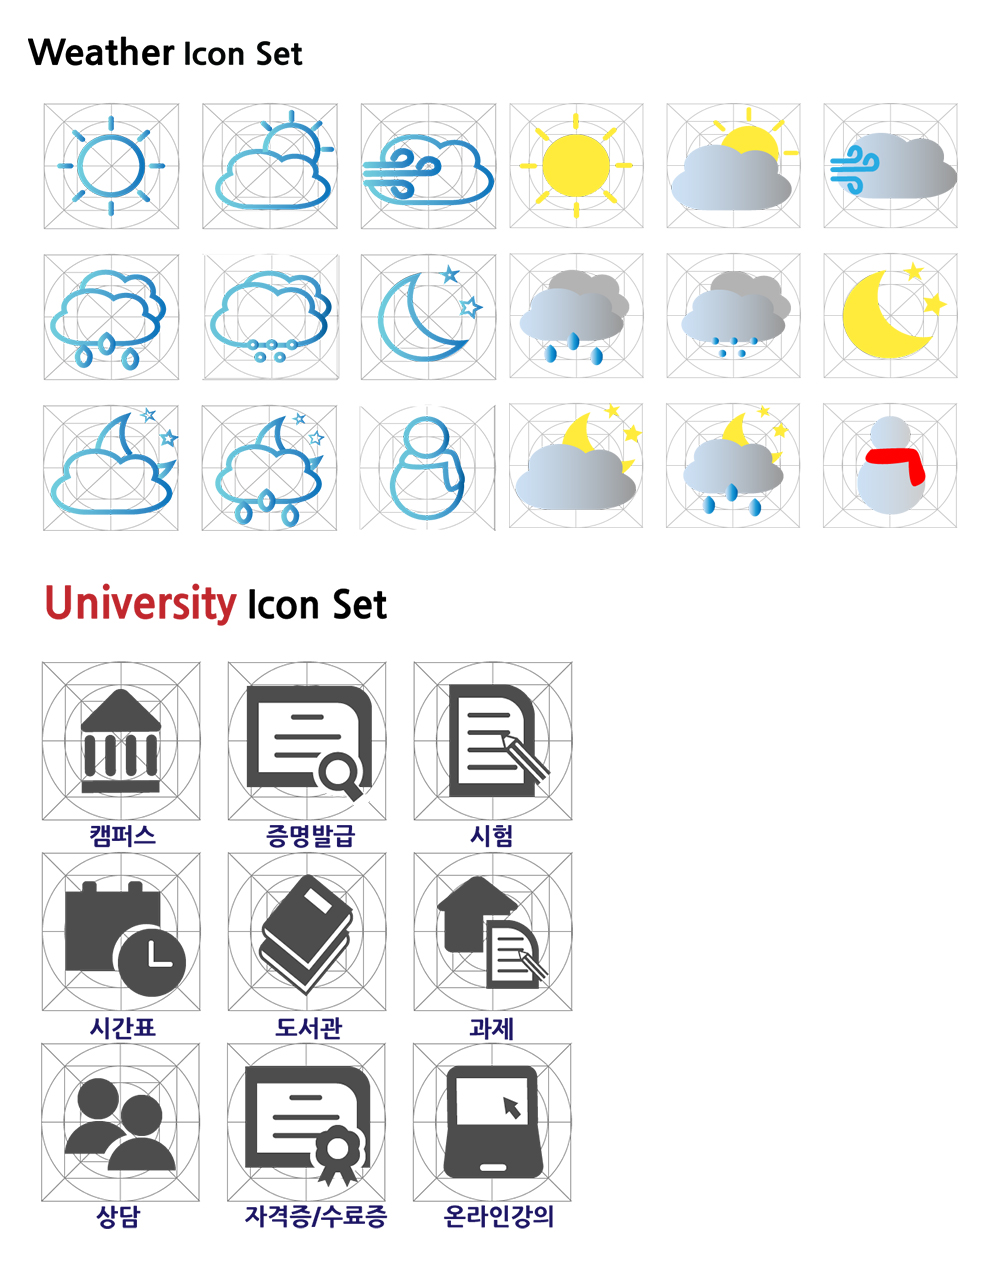 Weather Icon Set
University Icon Set
캠퍼스 증명발급 시험
시간표 도서관 과제
상담 자격증/수료증 온라인강의